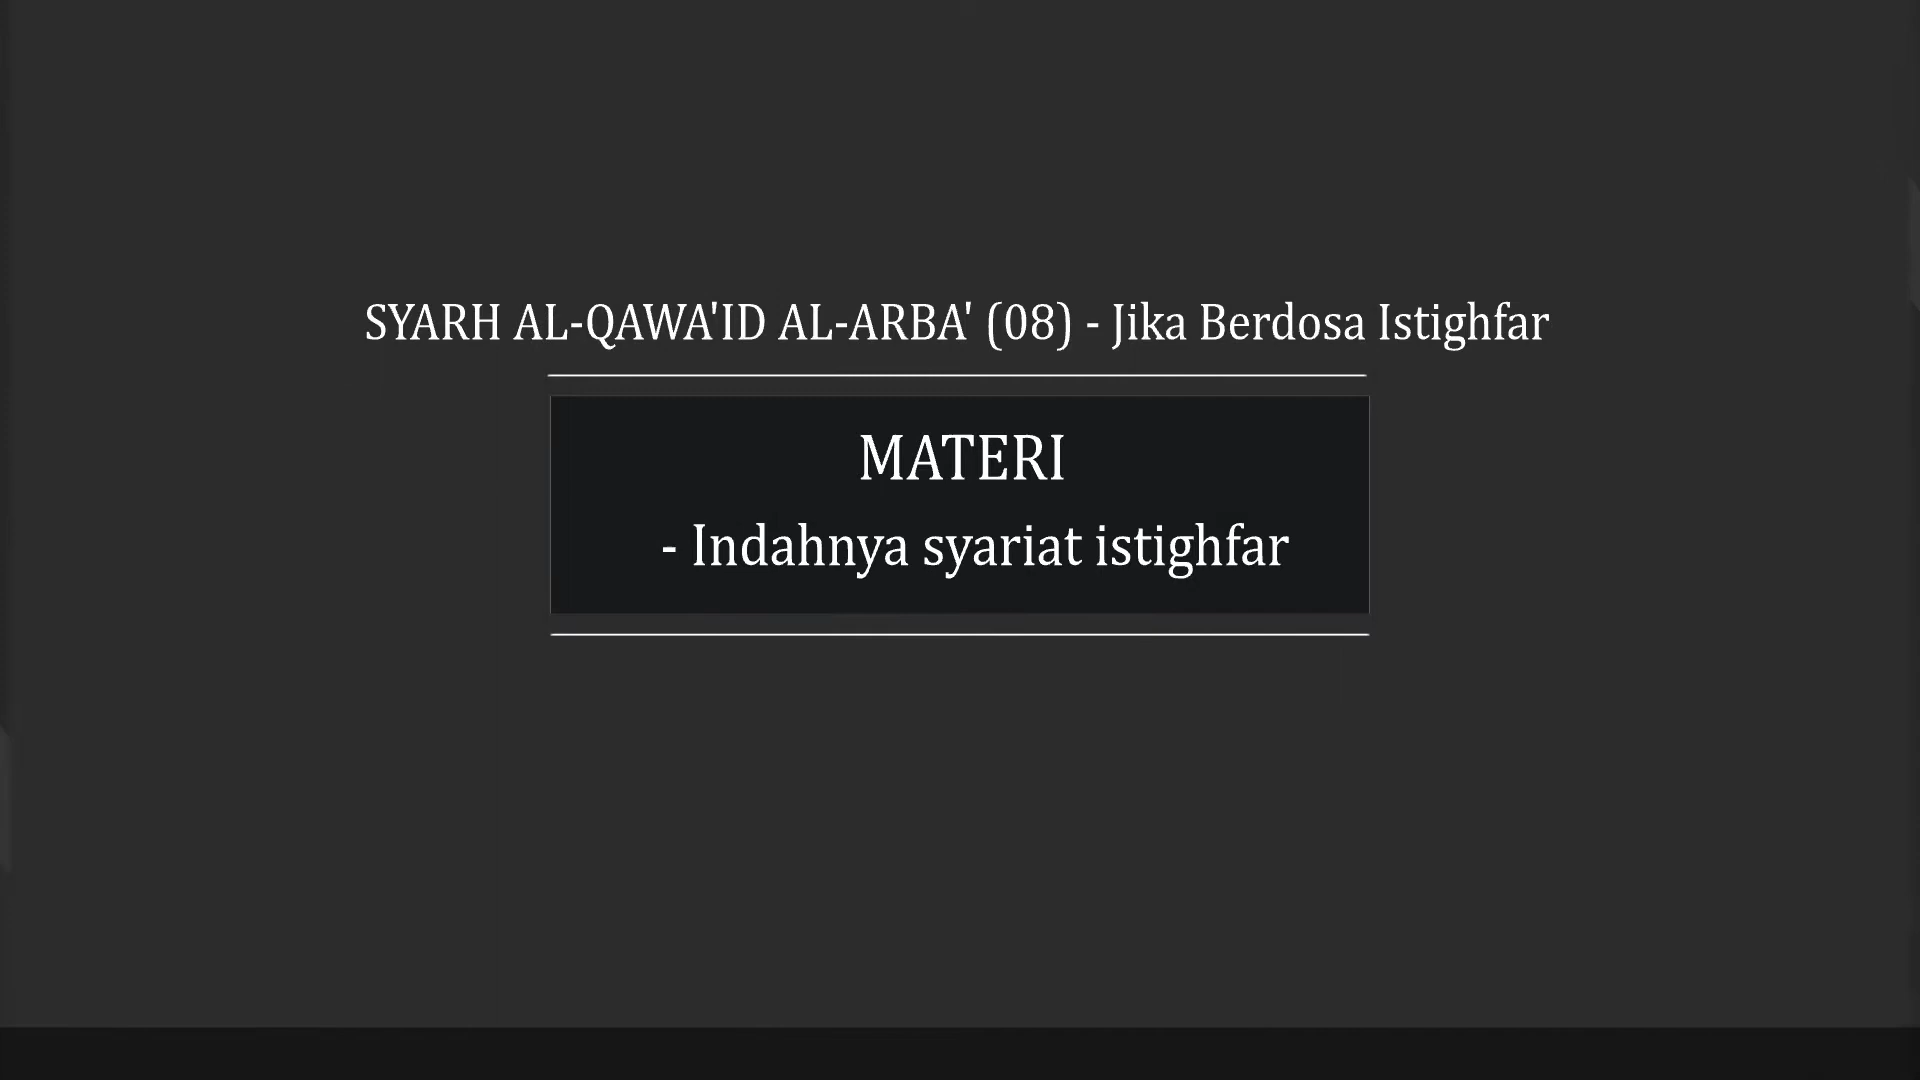 SYARH AL-QAWA'ID AL-ARBA' (08) - Jika Berdosa Istighfar
MATERI
- Indahnya syariat istighfar